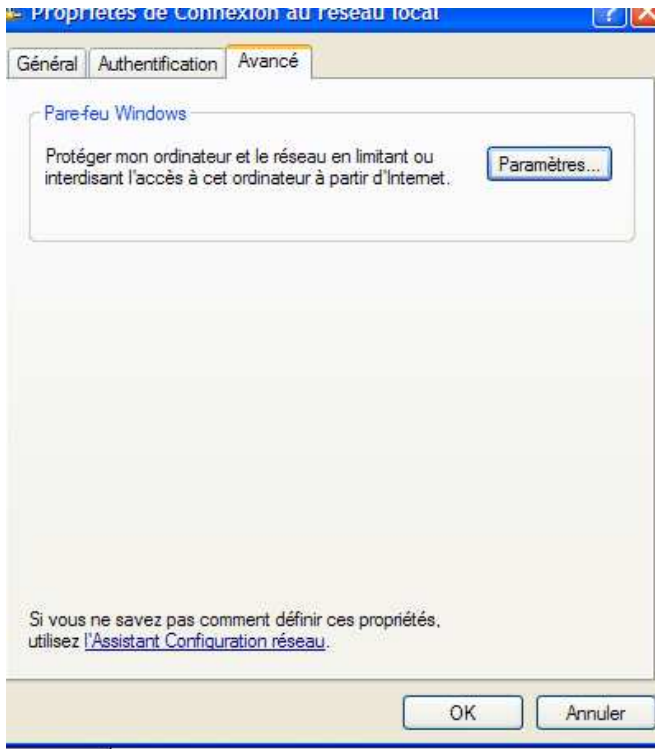 Propriétés de Connexion au réseau local
Général Authentification Avancé
Pare-feu Windows
Protéger mon ordinateur et le réseau en limitant ou
interdisant l'accès à cet ordinateur à partir d'Internet.
Paramètres...
Si vous ne savez pas comment définir ces propriétés,
utilisez l'Assistant Configuration réseau.
OK Annuler